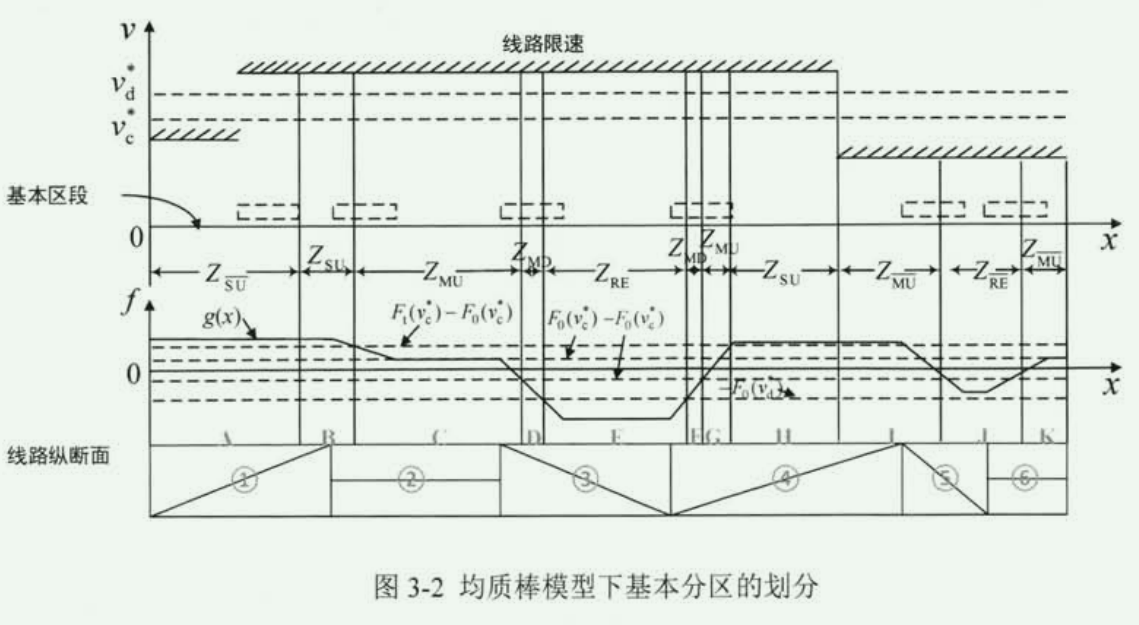 v
线路限速
v_d^*
v_c^*
基本区段
0
x
Z_{\overline{SU}}
Z_{SU}
Z_{MU}
Z_{MD}
Z_{RE}
Z_{MD}
Z_{MU}
Z_{SU}
Z_{\overline{MU}}
Z_{\overline{RE}}
Z_{\overline{MU}}
f
g(x)
F_t(v_c^*) − F_0(v_c^*)
F_0(v_c^*) − F_0(v_c^*)
−F_0(v_d^*)
0
x
A B C D E F G H I J K
线路纵断面
① ② ③ ④ ⑤ ⑥
图 3-2 均质棒模型下基本分区的划分